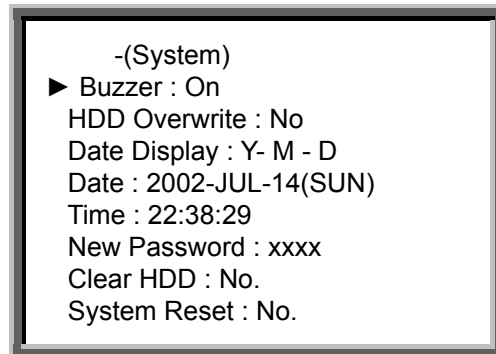 -(System)
► Buzzer : On
HDD Overwrite : No
Date Display : Y- M - D
Date : 2002-JUL-14(SUN)
Time : 22:38:29
New Password : xxxx
Clear HDD : No.
System Reset : No.